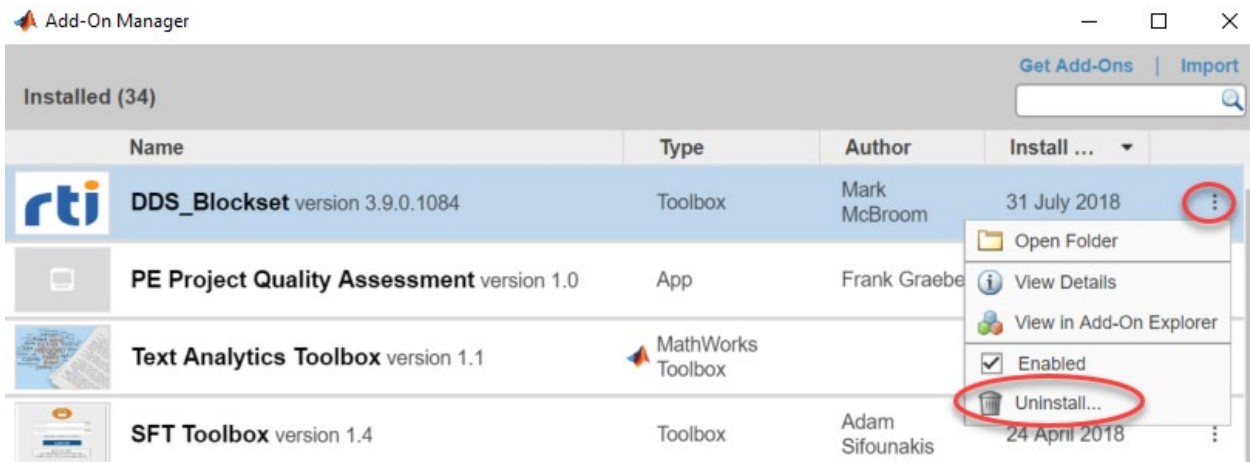 Add-On Manager
Get Add-Ons | Import
Installed (34)
Name Type Author Install ...
rti DDS_Blockset version 3.9.0.1084 Toolbox Mark McBroom 31 July 2018
Open Folder
PE Project Quality Assessment version 1.0 App Frank Graebe
View Details
View in Add-On Explorer
Text Analytics Toolbox version 1.1 MathWorks Toolbox
Enabled
Uninstall...
SFT Toolbox version 1.4 Toolbox Adam Sifounakis 24 April 2018